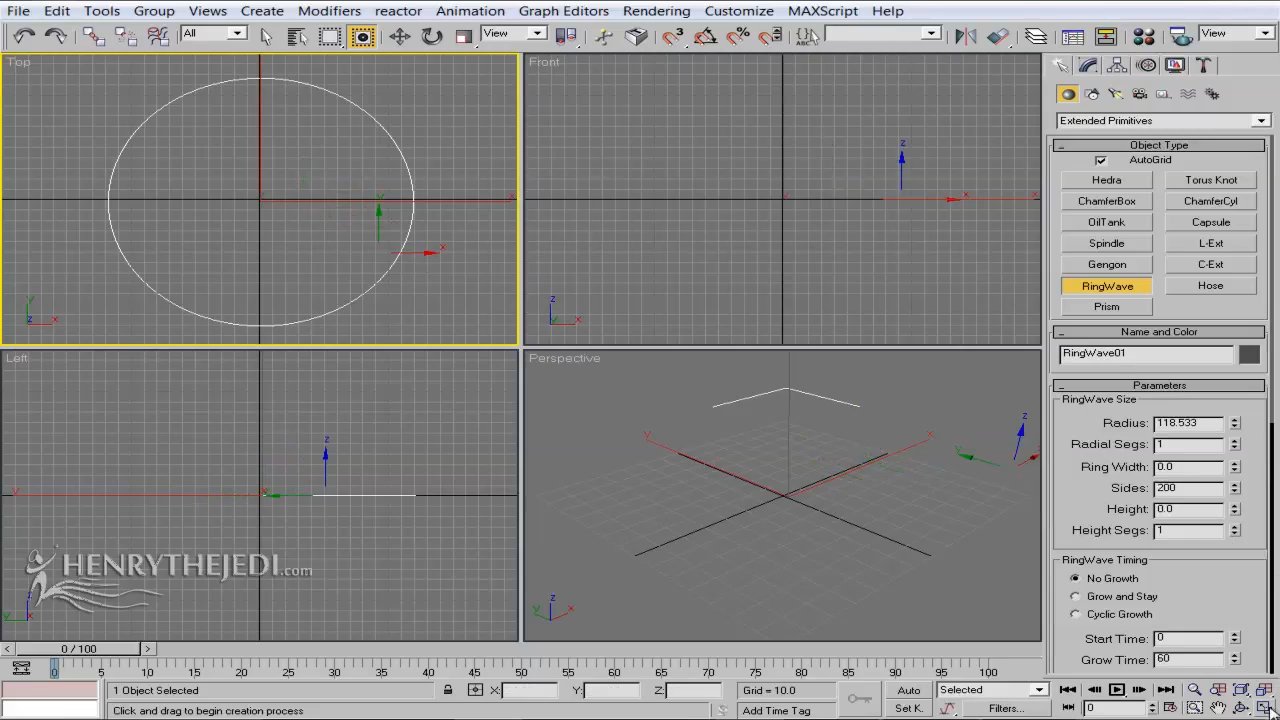 File Edit Tools Group Views Create Modifiers reactor Animation Graph Editors Rendering Customize MAXScript Help
All View View
Top Front
Left Perspective
Extended Primitives
Object Type
AutoGrid
Hedra Torus Knot
ChamferBox ChamferCyl
OilTank Capsule
Spindle L-Ext
Gengon C-Ext
RingWave Hose
Prism
Name and Color
RingWave01
Parameters
RingWave Size
Radius: 118.533
Radial Segs: 1
Ring Width: 0.0
Sides: 200
Height: 0.0
Height Segs: 1
RingWave Timing
No Growth
Grow and Stay
Cyclic Growth
Start Time: 0
Grow Time: 60
HENRYTHEJEDI.com
0 / 100
0 5 10 15 20 25 30 35 40 45 50 55 60 65 70 75 80 85 90 95 100
1 Object Selected X: Y: Z: Grid = 10.0 Auto Selected
Click and drag to begin creation process Add Time Tag Set K. Filters... 0